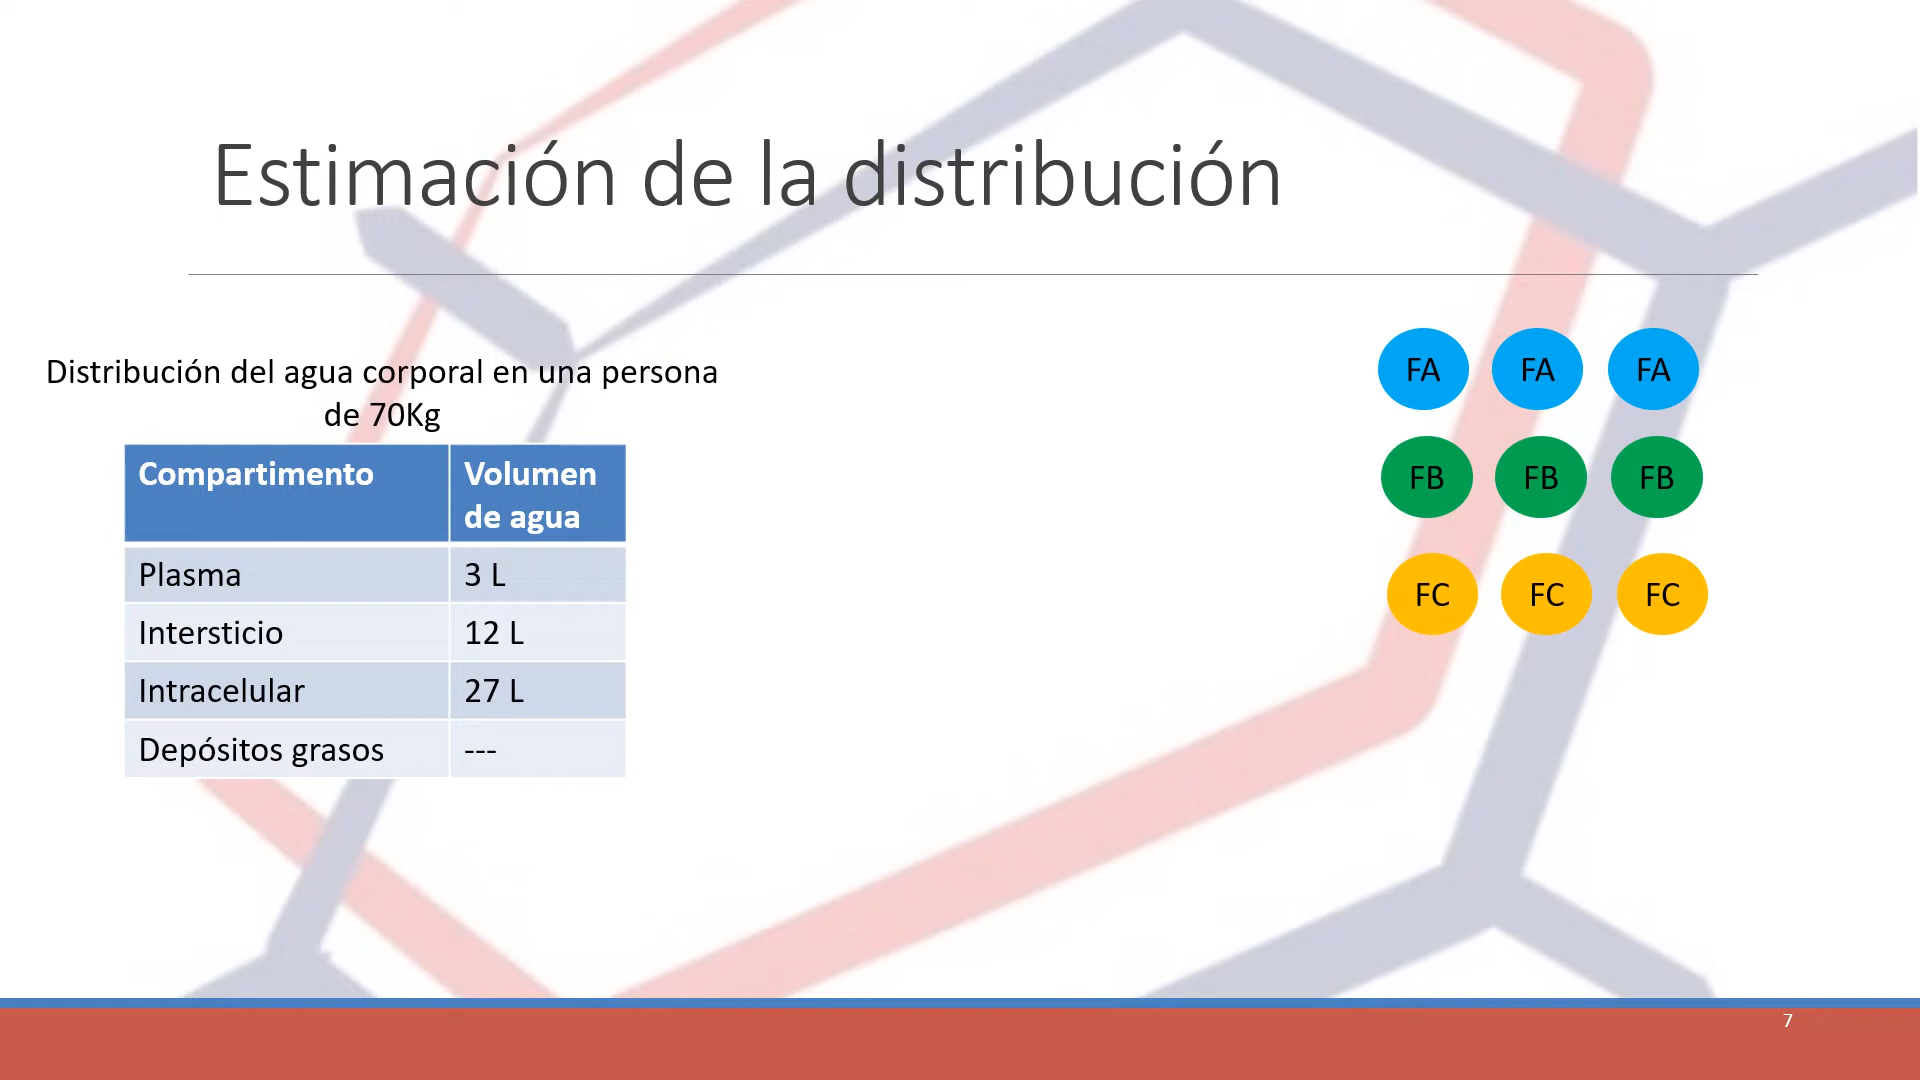 Estimación de la distribución
Distribución del agua corporal en una persona
de 70Kg
Compartimento
Volumen
de agua
Plasma
3 L
Intersticio
12 L
Intracelular
27 L
Depósitos grasos
---
FA FA FA
FB FB FB
FC FC FC
7